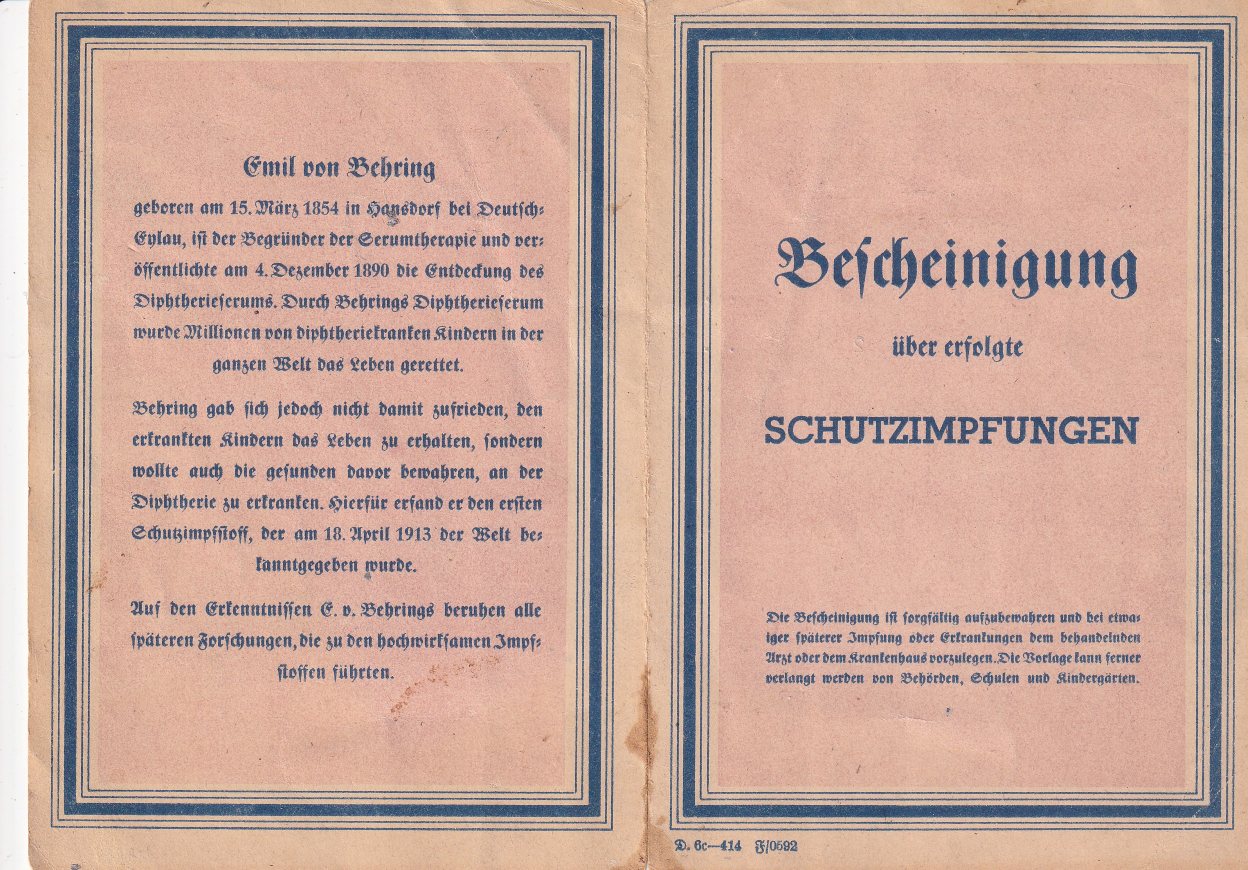 Emil von Behring
geboren am 15. März 1854 in Hansdorf bei Deutsch-
Eylau, ist der Begründer der Serumtherapie und ver-
öffentlichte am 4. Dezember 1890 die Entdeckung des
Diphtherieserums. Durch Behrings Diphtherieserum
wurde Millionen von diphtheriekranken Kindern in der
ganzen Welt das Leben gerettet.
Behring gab sich jedoch nicht damit zufrieden, den
erkrankten Kindern das Leben zu erhalten, sondern
wollte auch die gesunden davor bewahren, an der
Diphtherie zu erkranken. Hierfür erfand er den ersten
Schutzimpfstoff, der am 18. April 1913 der Welt be-
kanntgegeben wurde.
Auf den Erkenntnissen E. v. Behrings beruhen alle
späteren Forschungen, die zu den hochwirksamen Impf-
stoffen führten.
Bescheinigung
über erfolgte
SCHUTZIMPFUNGEN
Die Bescheinigung ist sorgfältig aufzubewahren und bei etwa-
iger späterer Impfung oder Erkrankungen dem behandelnden
Arzt oder dem Krankenhaus vorzulegen. Die Vorlage kann ferner
verlangt werden von Behörden, Schulen und Kindergärten.
D. 6c—414 F/0592